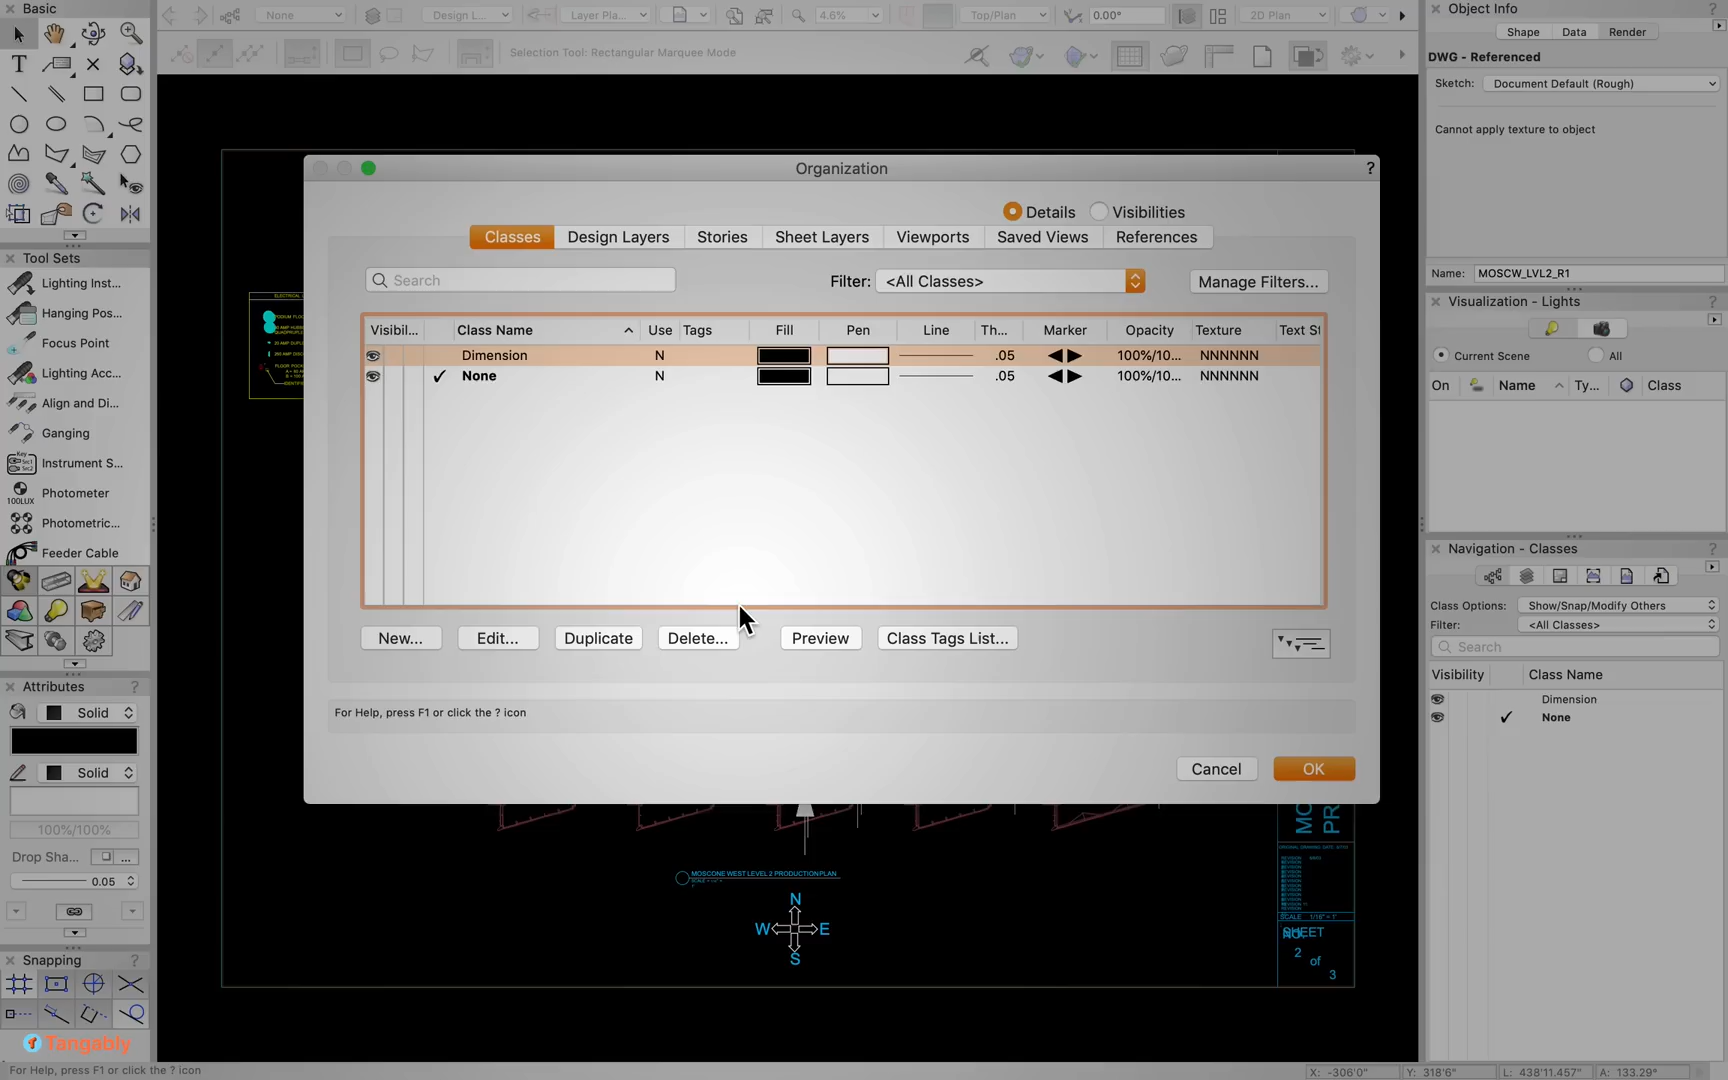 Basic
None
Design L...
Layer Pla...
4.6%
Top/Plan
0.00°
2D Plan
Selection Tool: Rectangular Marquee Mode
Object Info
?
Shape
Data
Render
DWG - Referenced
Sketch:
Document Default (Rough)
Cannot apply texture to object
Name:
MOSCW_LVL2_R1
Tool Sets
Lighting Inst...
Hanging Pos...
Focus Point
Lighting Acc...
Align and Di...
Ganging
Instrument S...
Photometer
100LUX
Photometric...
Feeder Cable
Organization
?
Details
Visibilities
Classes
Design Layers
Stories
Sheet Layers
Viewports
Saved Views
References
Search
Filter:
<All Classes>
Manage Filters...
Visibil...
Class Name
Use
Tags
Fill
Pen
Line
Th...
Marker
Opacity
Texture
Text St
Dimension
N
.05
100%/10...
NNNNNN
None
N
.05
100%/10...
NNNNNN
New...
Edit...
Duplicate
Delete...
Preview
Class Tags List...
For Help, press F1 or click the ? icon
Cancel
OK
Visualization - Lights
?
Current Scene
All
On
Name
Ty...
Class
Navigation - Classes
?
Class Options:
Show/Snap/Modify Others
Filter:
<All Classes>
Search
Visibility
Class Name
Dimension
None
Attributes
?
Solid
Solid
100%/100%
Drop Sha...
...
0.05
Snapping
?
Tangably
MOSCONE WEST LEVEL 2 PRODUCTION PLAN
N
W
E
S
MO
PR
SCALE 1/16" = 1'
SHEET
NO.
2
of
3
For Help, press F1 or click the ? icon
X: -306'0"
Y: 318'6"
L: 438'11.457"
A: 133.29°